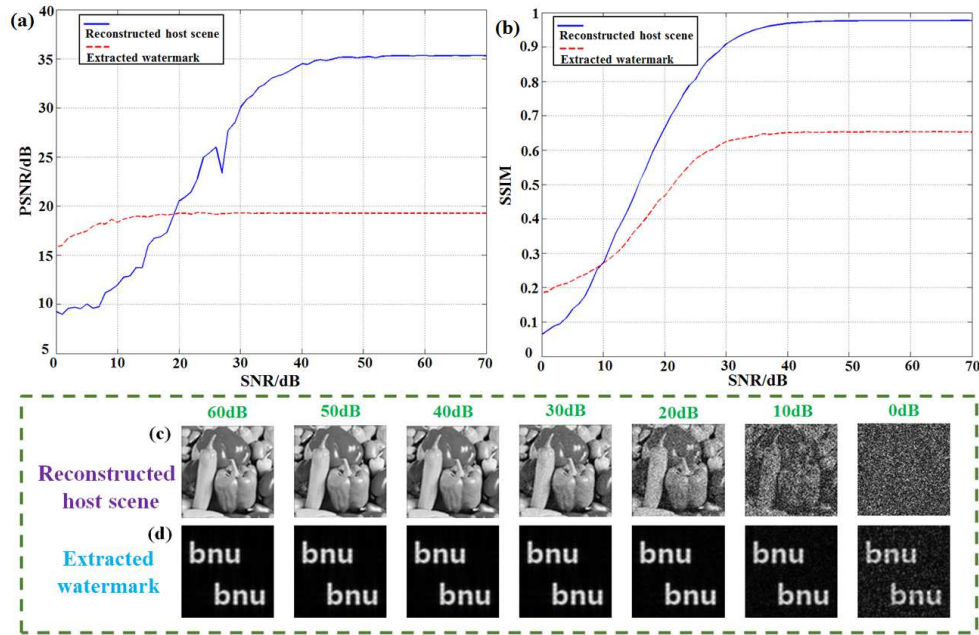 (a)
Reconstructed host scene
Extracted watermark
40
35
30
25
20
15
10
5
PSNR/dB
0 10 20 30 40 50 60 70
SNR/dB
(b)
Reconstructed host scene
Extracted watermark
1
0.9
0.8
0.7
0.6
0.5
0.4
0.3
0.2
0.1
0
SSIM
0 10 20 30 40 50 60 70
SNR/dB
60dB 50dB 40dB 30dB 20dB 10dB 0dB
(c)
Reconstructed
host scene
(d)
Extracted
watermark
bnu bnu bnu bnu bnu bnu bnu
bnu bnu bnu bnu bnu bnu bnu